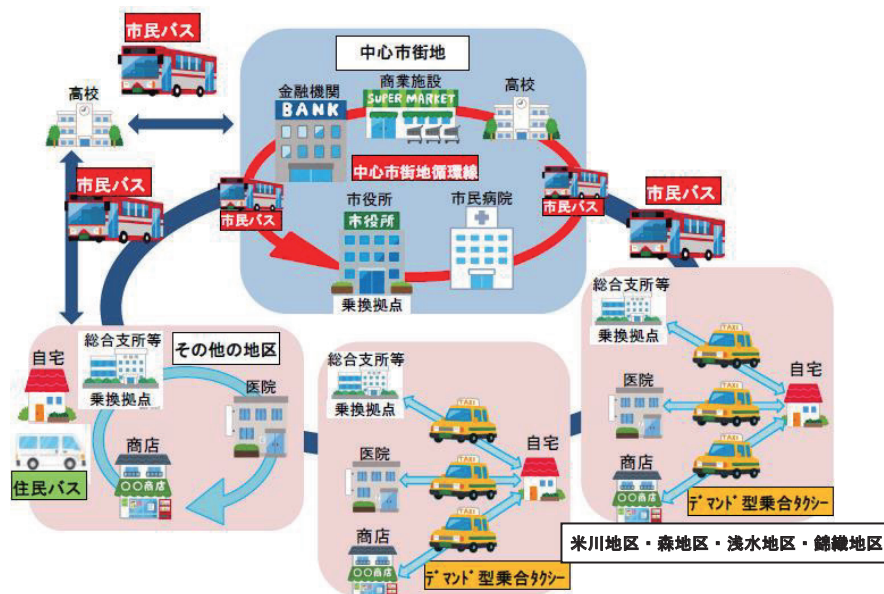 市民バス
高校
中心市街地
金融機関
BANK
商業施設
SUPER MARKET
高校
中心市街地循環線
市民バス
市民バス
市民バス
市民バス
市役所
市役所
乗換拠点
市民病院
総合支所等
乗換拠点
その他の地区
自宅
医院
商店
〇〇商店
住民バス
総合支所等
乗換拠点
TAXI
医院
TAXI
自宅
商店
TAXI
〇〇商店
デマンド型乗合タクシー
総合支所等
乗換拠点
TAXI
自宅
医院
TAXI
商店
TAXI
〇〇商店
デマンド型乗合タクシー
米川地区・森地区・浅水地区・錦織地区